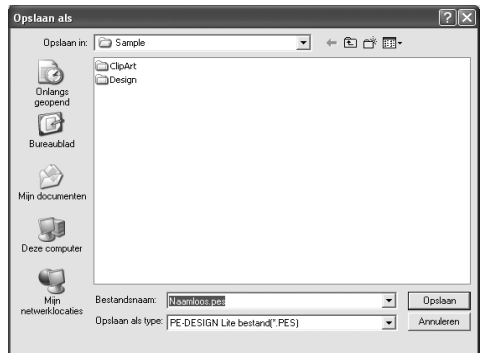 Opslaan als
Opslaan in:
Sample
ClipArt
Design
Onlangs
geopend
Bureaublad
Mijn documenten
Deze computer
Mijn
netwerklocaties
Bestandsnaam:
Naamloos.pes
Opslaan
Opslaan als type:
PE-DESIGN Lite bestand(*.PES)
Annuleren